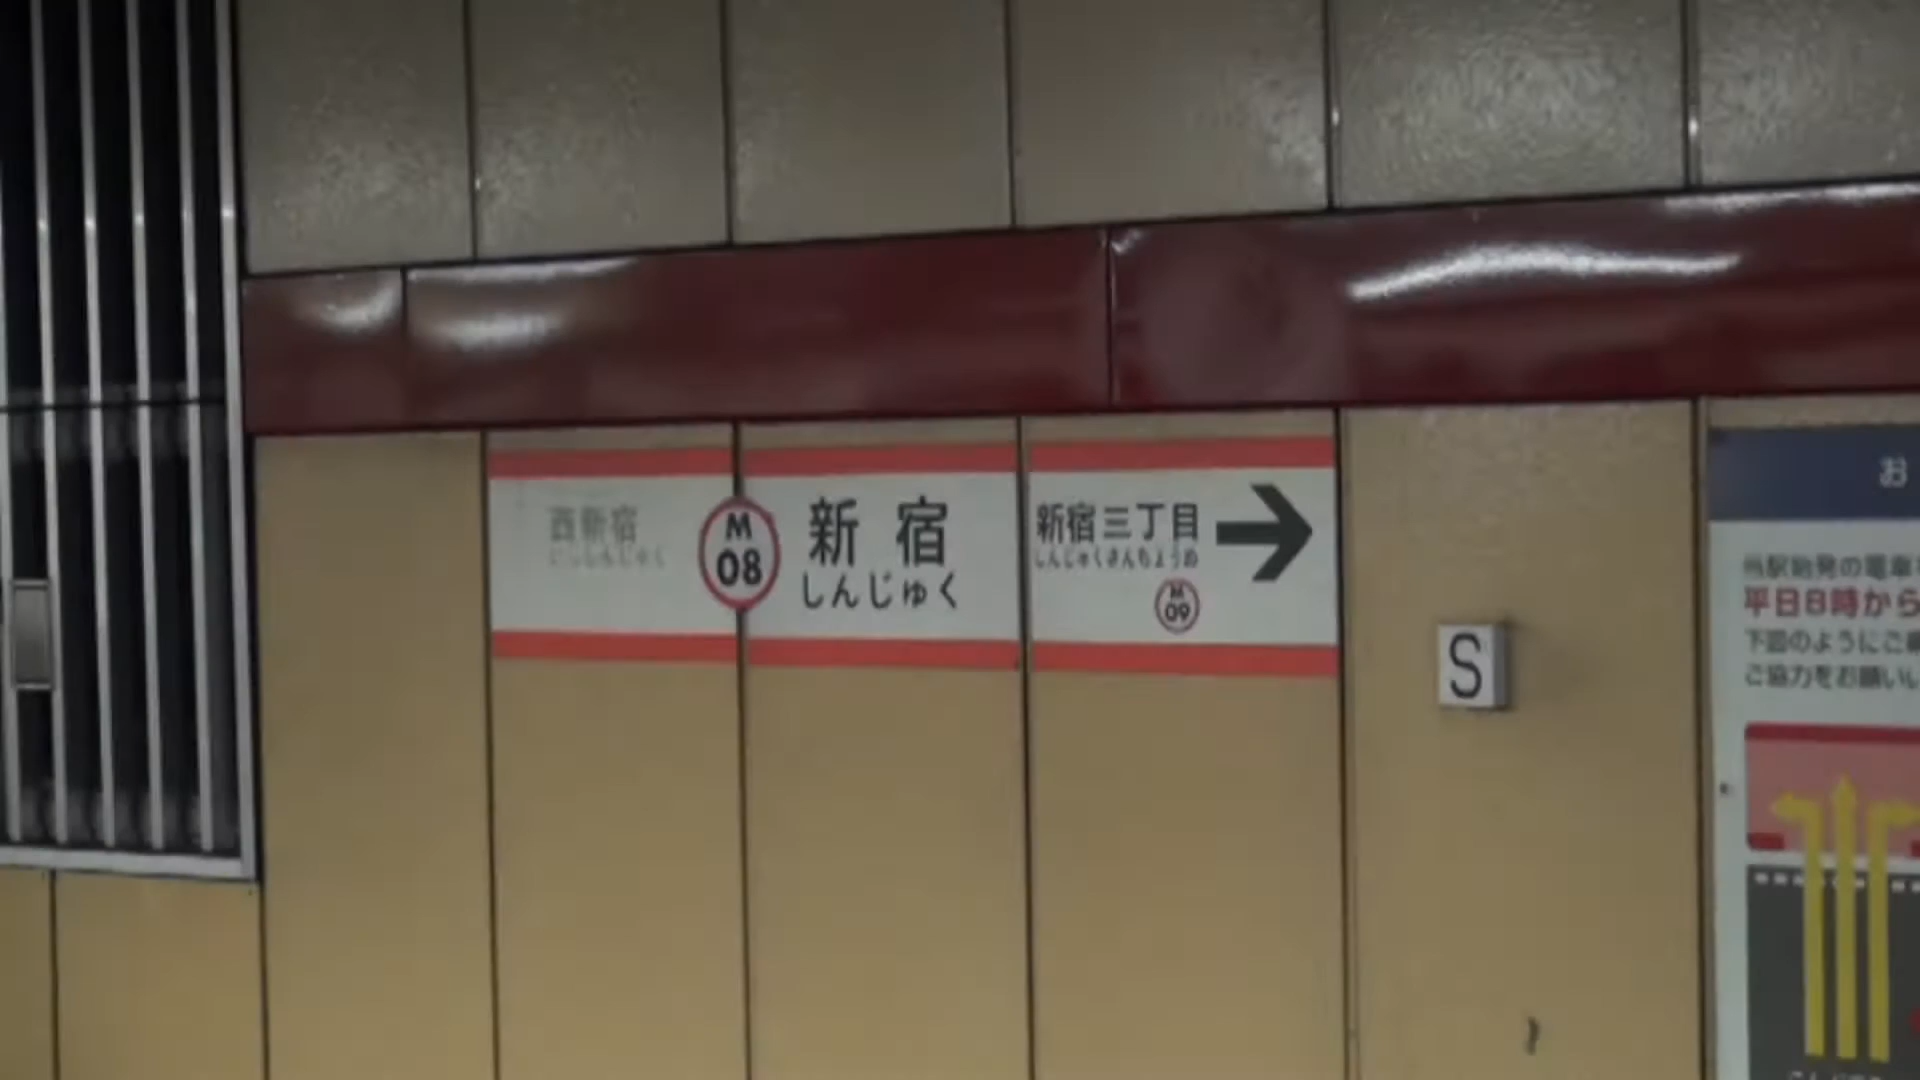 西新宿
にししんじゅく
M
08
新宿
しんじゅく
新宿三丁目
しんじゅくさんちょうめ
M
09
S
お
当駅始発の電車
平日8時から
下図のようにご
ご協力をお願いい